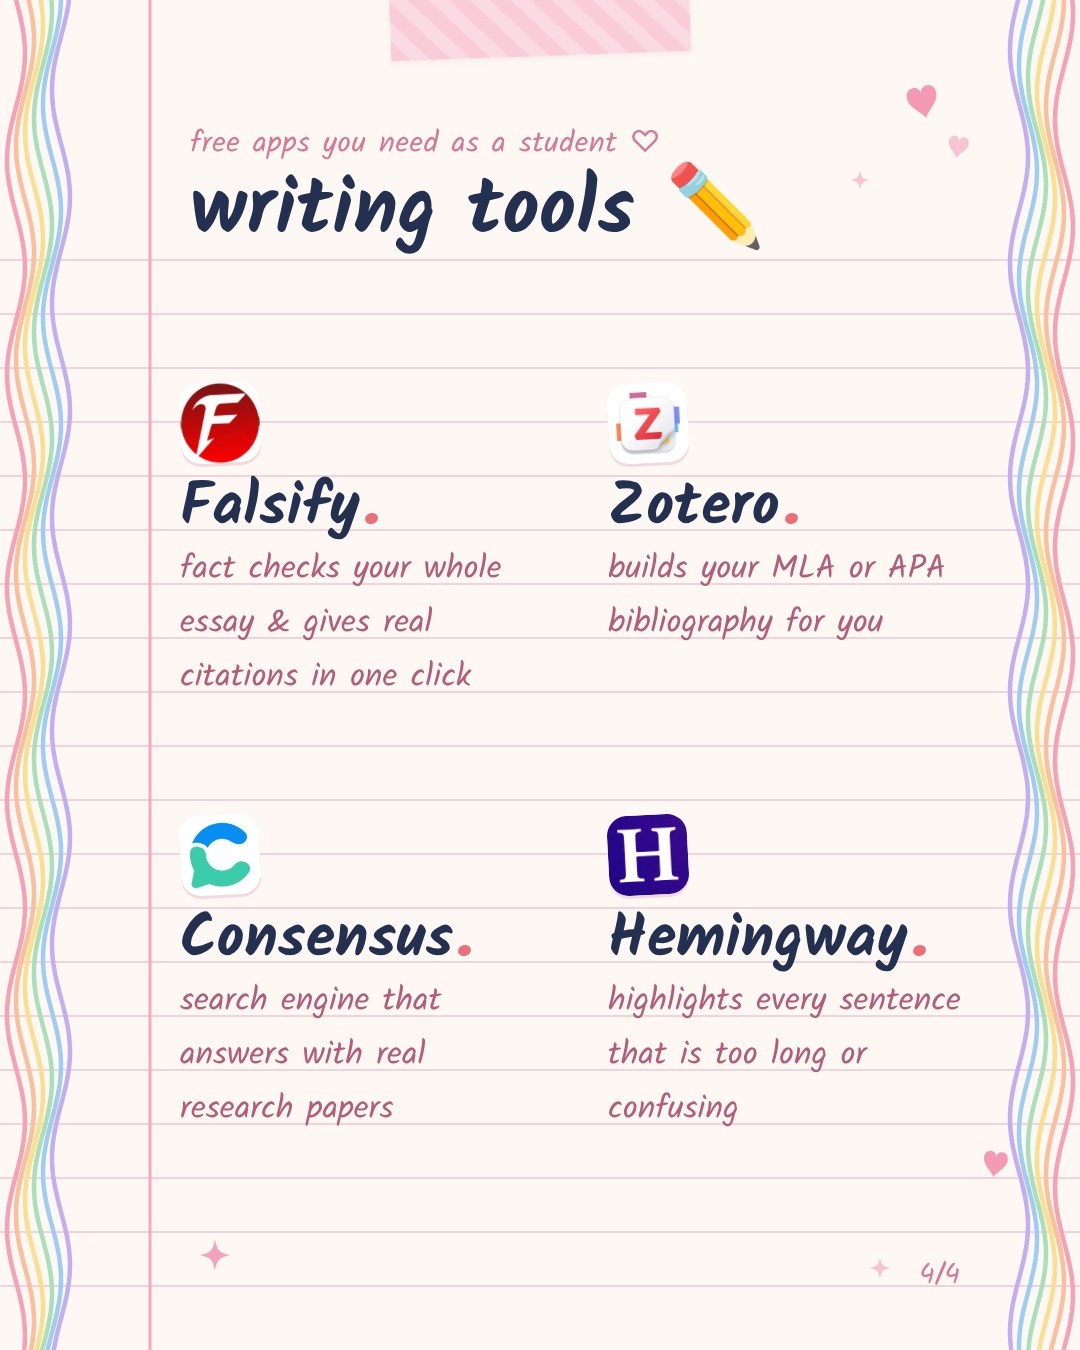 free apps you need as a student ♡
writing tools
F
Falsify.
fact checks your whole
essay & gives real
citations in one click
Z
Zotero.
builds your MLA or APA
bibliography for you
C
Consensus.
search engine that
answers with real
research papers
H
Hemingway.
highlights every sentence
that is too long or
confusing
4/4